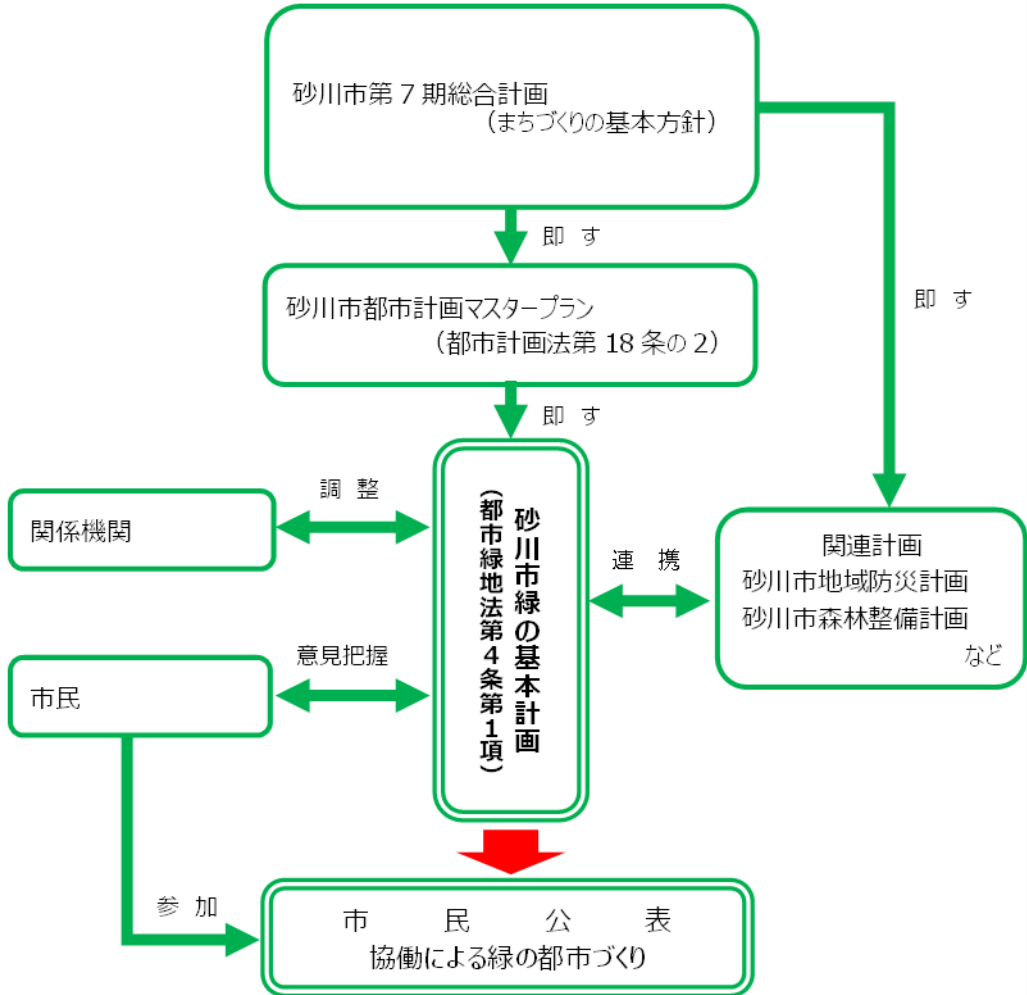 砂川市第7期総合計画
（まちづくりの基本方針）
即す
砂川市都市計画マスタープラン
（都市計画法第18条の2）
即す
即す
砂川市緑の基本計画
（都市緑地法第4条第1項）
関係機関
調整
市民
意見把握
連携
関連計画
砂川市地域防災計画
砂川市森林整備計画
など
参加
市民公表
協働による緑の都市づくり